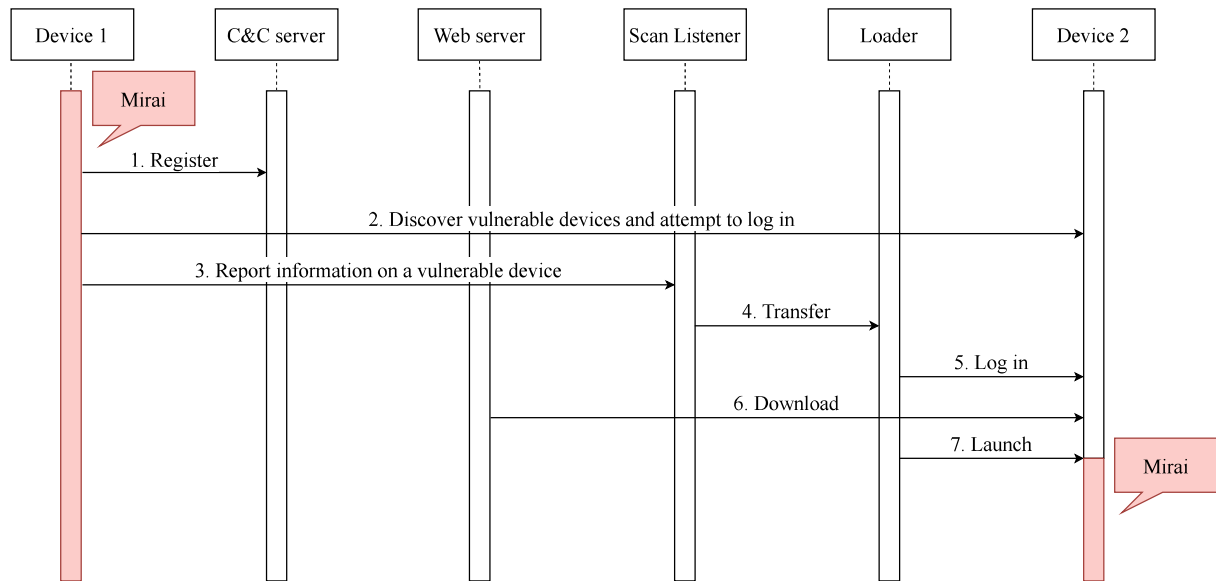 Device 1
C&C server
Web server
Scan Listener
Loader
Device 2
Mirai
1. Register
2. Discover vulnerable devices and attempt to log in
3. Report information on a vulnerable device
4. Transfer
5. Log in
6. Download
7. Launch
Mirai